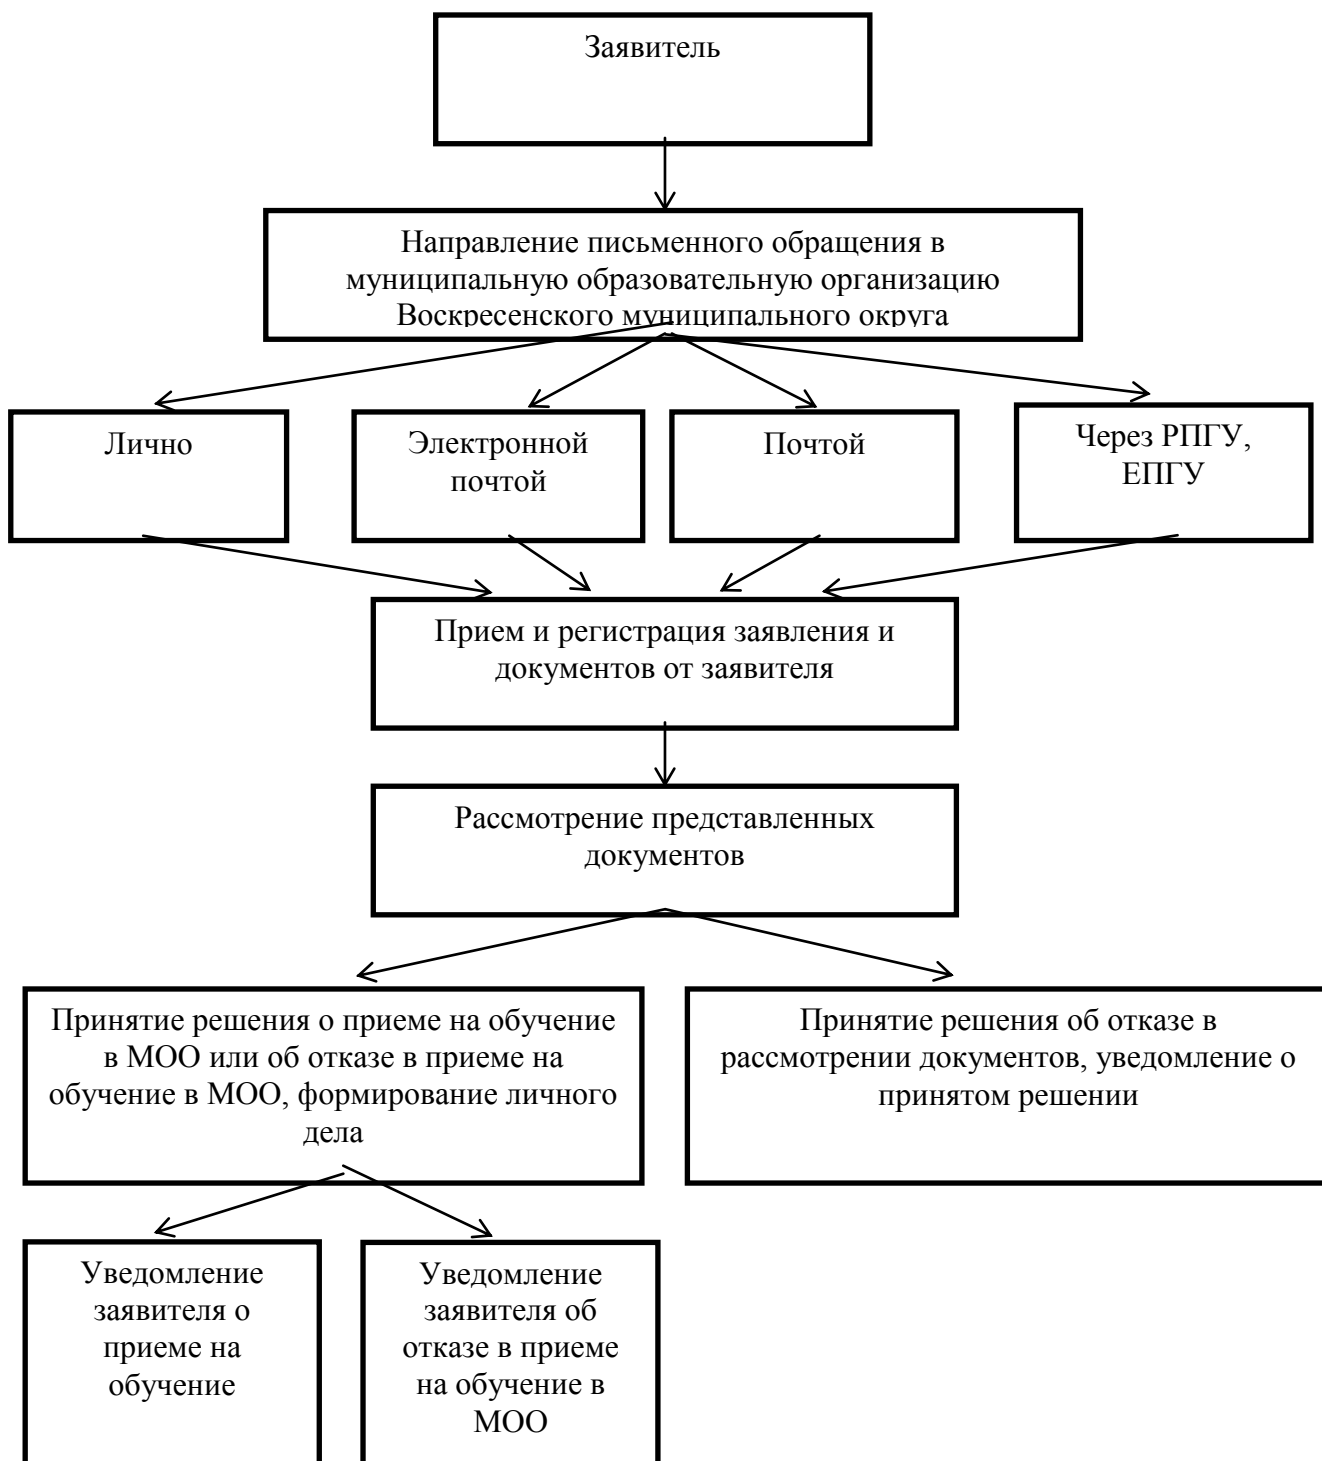 Заявитель
Направление письменного обращения в
муниципальную образовательную организацию
Воскресенского муниципального округа
Лично
Электронной
почтой
Почтой
Через РПГУ,
ЕПГУ
Прием и регистрация заявления и
документов от заявителя
Рассмотрение представленных
документов
Принятие решения о приеме на обучение
в МОО или об отказе в приеме на
обучение в МОО, формирование личного
дела
Принятие решения об отказе в
рассмотрении документов, уведомление о
принятом решении
Уведомление
заявителя о
приеме на
обучение
Уведомление
заявителя об
отказе в приеме
на обучение в
МОО